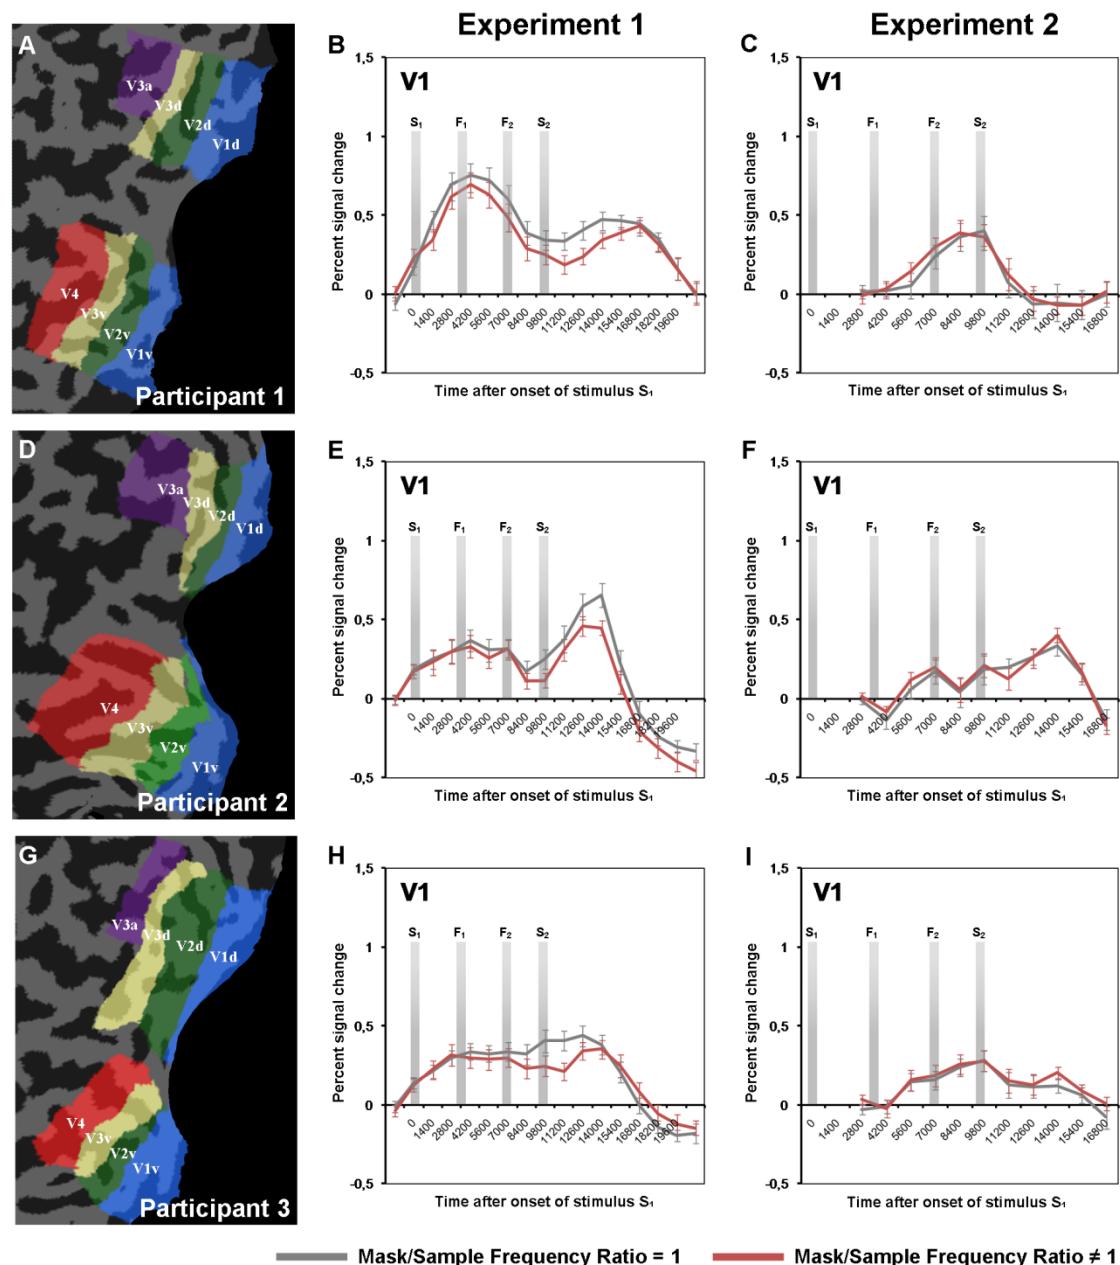 Experiment 1
Experiment 2
A
V3a
V3d
V2d
V1d
V4
V3v
V2v
V1v
Participant 1
B
V1
S₁ F₁ F₂ S₂
Percent signal change
1,5
1
0,5
0
-0,5
0 1400 2800 4200 5600 7000 8400 9800 11200 12600 14000 15400 16800 18200 19600
Time after onset of stimulus S₁
C
V1
S₁ F₁ F₂ S₂
Percent signal change
1,5
1
0,5
0
-0,5
0 1400 2800 4200 5600 7000 8400 9800 11200 12600 14000 15400 16800
Time after onset of stimulus S₁
D
V3a
V3d
V2d
V1d
V4
V3v
V2v
V1v
Participant 2
E
V1
S₁ F₁ F₂ S₂
Percent signal change
1,5
1
0,5
0
-0,5
0 1400 2800 4200 5600 7000 8400 9800 11200 12600 14000 15400 16800 18200 19600
Time after onset of stimulus S₁
F
V1
S₁ F₁ F₂ S₂
Percent signal change
1,5
1
0,5
0
-0,5
0 1400 2800 4200 5600 7000 8400 9800 11200 12600 14000 15400 16800
Time after onset of stimulus S₁
G
V3a
V3d
V2d
V1d
V4
V3v
V2v
V1v
Participant 3
H
V1
S₁ F₁ F₂ S₂
Percent signal change
1,5
1
0,5
0
-0,5
0 1400 2800 4200 5600 7000 8400 9800 11200 12600 14000 15400 16800 18200 19600
Time after onset of stimulus S₁
I
V1
S₁ F₁ F₂ S₂
Percent signal change
1,5
1
0,5
0
-0,5
0 1400 2800 4200 5600 7000 8400 9800 11200 12600 14000 15400 16800
Time after onset of stimulus S₁
Mask/Sample Frequency Ratio = 1
Mask/Sample Frequency Ratio ≠ 1